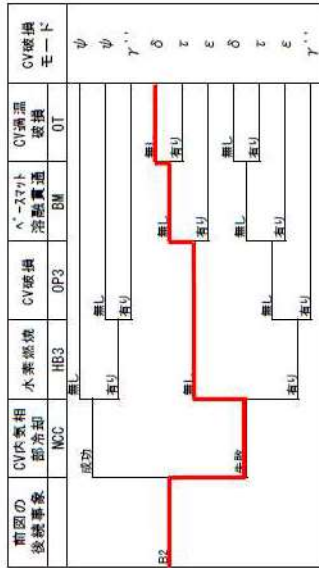 前図の
後続事象
CV内気相
部冷却
水素燃焼
CV破損
ベースマット
溶融貫通
CV過温
破損
CV破損
モード
NCC
HB3
OP3
BM
OT
B2
成功
失敗
無し
有り
無し
有り
無し
有り
無し
有り
無し
有り
無し
有り
無し
有り
ψ
ψ
γ''
δ
τ
ε
δ
τ
ε
γ''